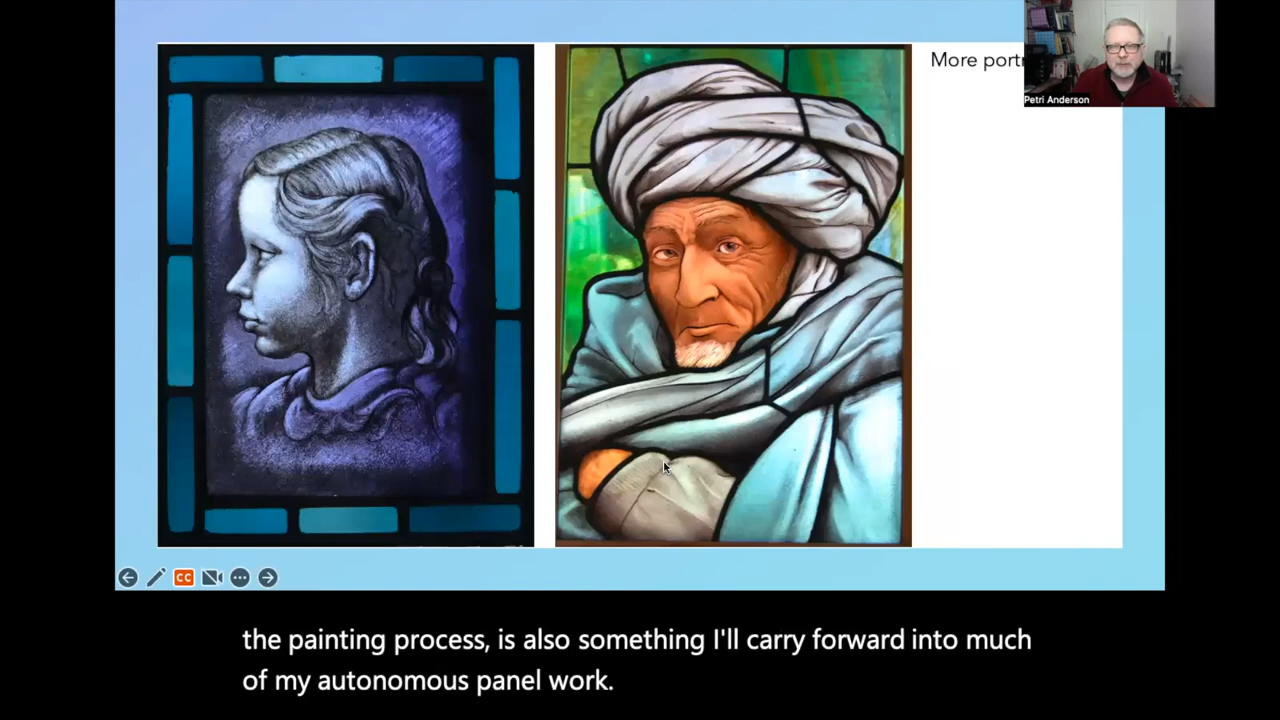 More
Petri Anderson
CC
the painting process, is also something I'll carry forward into much
of my autonomous panel work.